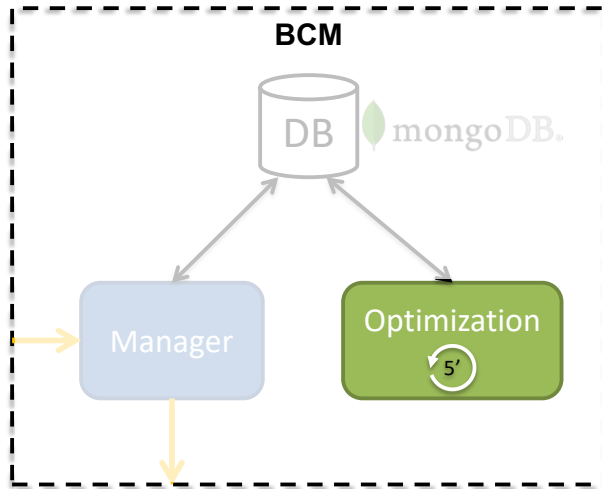 BCM
DB
mongoDB.
Manager
Optimization
5′